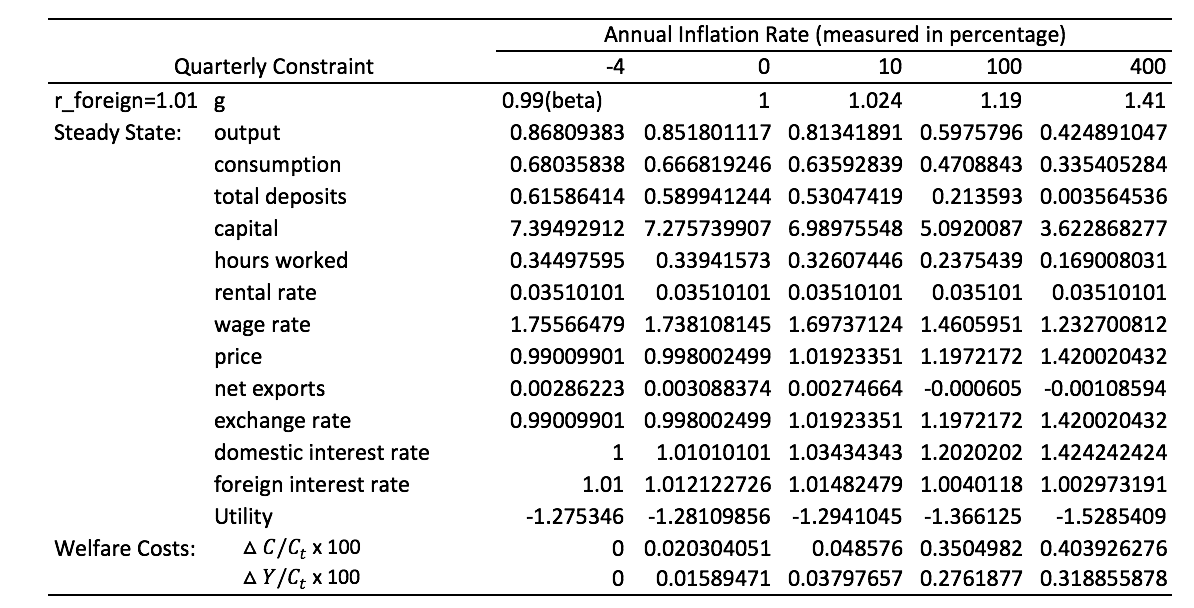 Annual Inflation Rate (measured in percentage)
Quarterly Constraint -4 0 10 100 400
r_foreign=1.01 g 0.99(beta) 1 1.024 1.19 1.41
Steady State: output 0.86809383 0.851801117 0.81341891 0.5975796 0.424891047
consumption 0.68035838 0.666819246 0.63592839 0.4708843 0.335405284
total deposits 0.61586414 0.589941244 0.53047419 0.213593 0.003564536
capital 7.39492912 7.275739907 6.98975548 5.0920087 3.622868277
hours worked 0.34497595 0.33941573 0.32607446 0.2375439 0.169008031
rental rate 0.03510101 0.03510101 0.03510101 0.035101 0.03510101
wage rate 1.75566479 1.738108145 1.69737124 1.4605951 1.232700812
price 0.99009901 0.998002499 1.01923351 1.1972172 1.420020432
net exports 0.00286223 0.003088374 0.00274664 -0.000605 -0.00108594
exchange rate 0.99009901 0.998002499 1.01923351 1.1972172 1.420020432
domestic interest rate 1 1.01010101 1.03434343 1.2020202 1.424242424
foreign interest rate 1.01 1.012122726 1.01482479 1.0040118 1.002973191
Utility -1.275346 -1.28109856 -1.2941045 -1.366125 -1.5285409
Welfare Costs: Δ C/Cₜ x 100 0 0.020304051 0.048576 0.3504982 0.403926276
Δ Y/Cₜ x 100 0 0.01589471 0.03797657 0.2761877 0.318855878